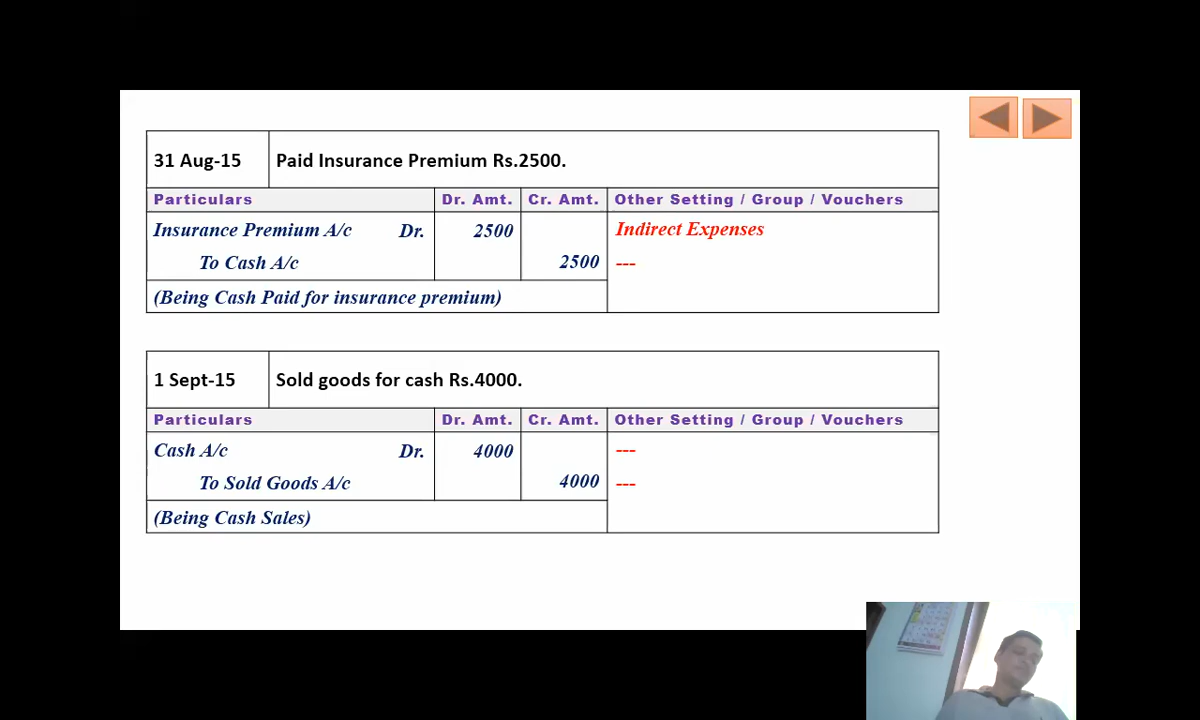 31 Aug-15 Paid Insurance Premium Rs.2500.
Particulars Dr. Amt. Cr. Amt. Other Setting / Group / Vouchers
Insurance Premium A/c Dr. 2500 Indirect Expenses
To Cash A/c 2500 ---
(Being Cash Paid for insurance premium)
1 Sept-15 Sold goods for cash Rs.4000.
Particulars Dr. Amt. Cr. Amt. Other Setting / Group / Vouchers
Cash A/c Dr. 4000 ---
To Sold Goods A/c 4000 ---
(Being Cash Sales)